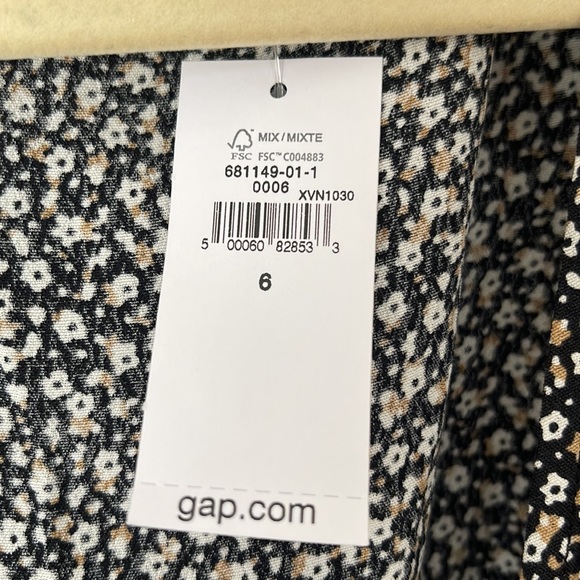 MIX/MIXTE
FSC FSC™ C004883
681149-01-1
0006 XVN1030
5 00060 82853 3
6
gap.com